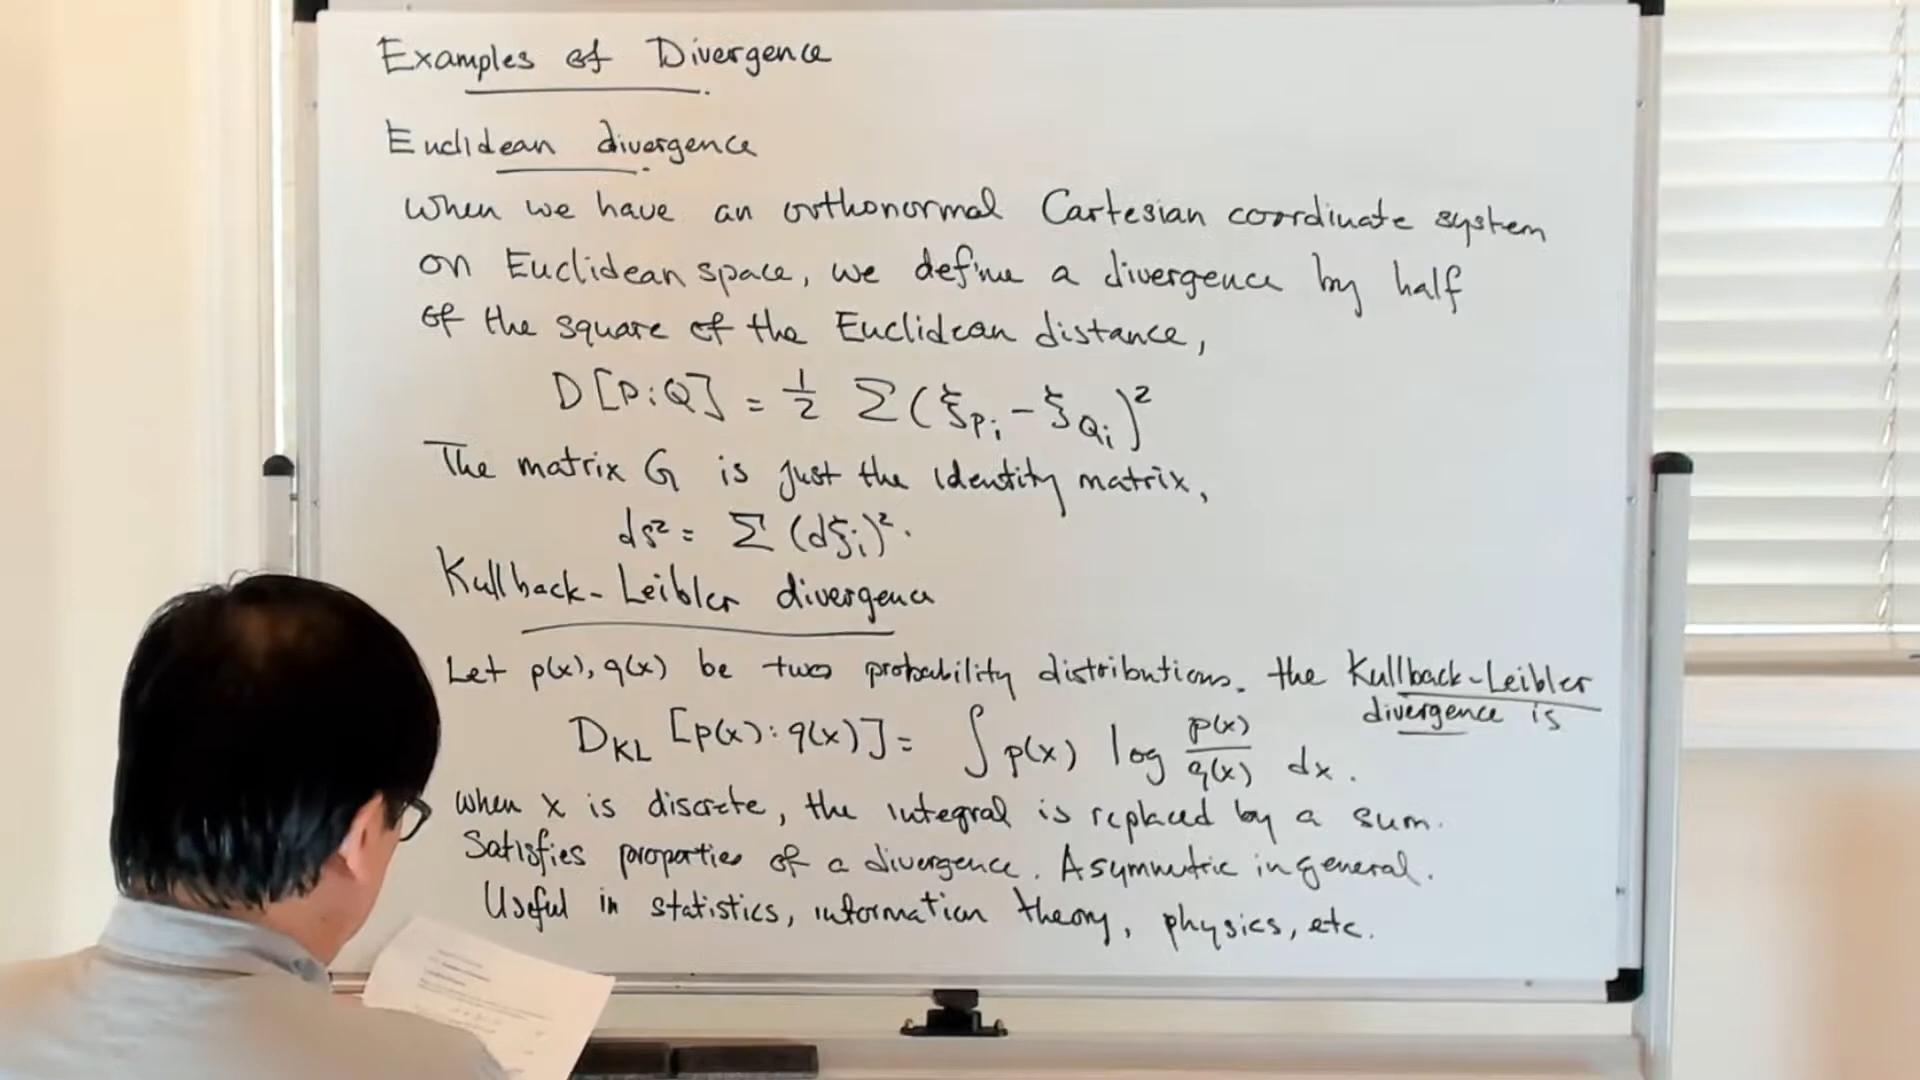 Examples of Divergence
Euclidean divergence
When we have an orthonormal Cartesian coordinate system
on Euclidean space, we define a divergence by half
of the square of the Euclidean distance,
D[P:Q] = 1/2 Σ(ξ_Pi - ξ_Qi)²
The matrix G is just the identity matrix,
ds² = Σ (dξi)².
Kullback-Leibler divergence
Let p(x), q(x) be two probability distributions. the Kullback-Leibler
divergence is
D_KL [p(x):q(x)] = ∫ p(x) log p(x)/q(x) dx.
When x is discrete, the integral is replaced by a sum.
Satisfies properties of a divergence. Asymmetric in general.
Useful in statistics, information theory, physics, etc.